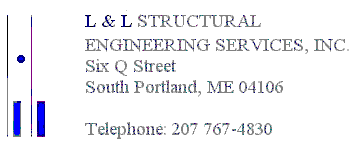 L & L STRUCTURAL
ENGINEERING SERVICES, INC.
Six Q Street
South Portland, ME 04106
Telephone: 207 767-4830